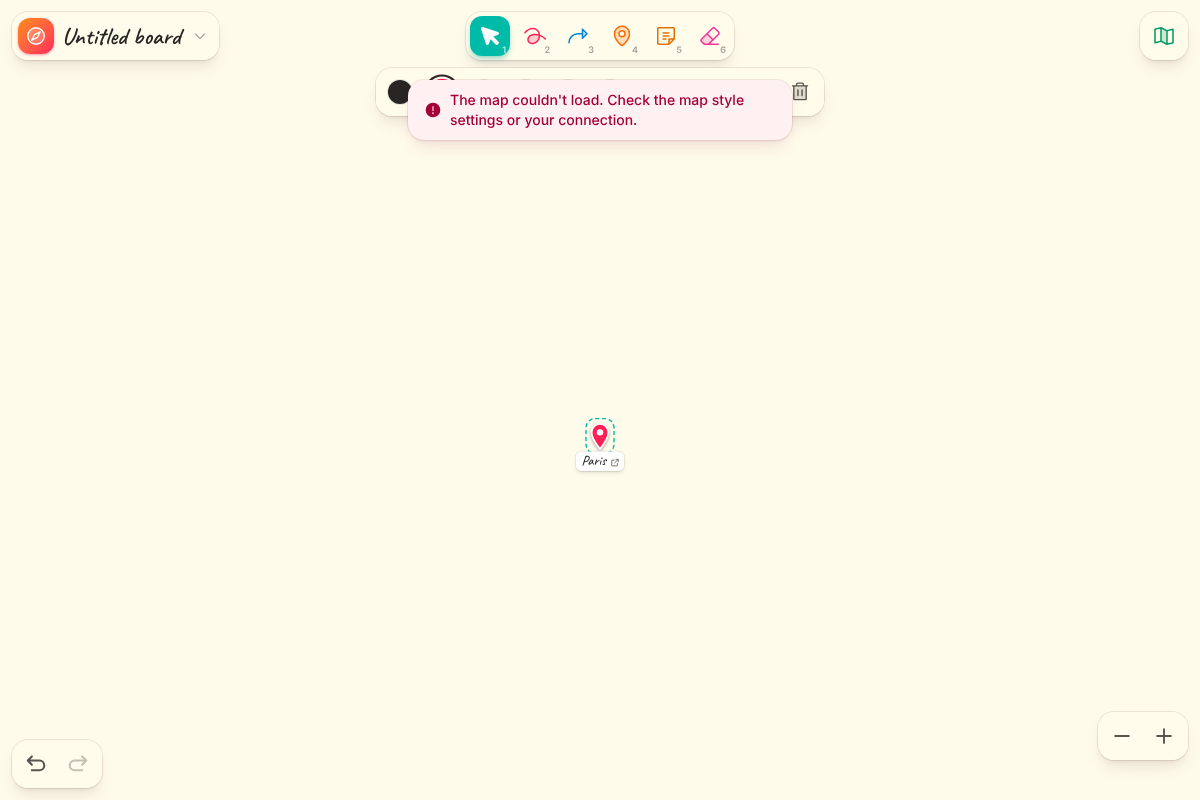 Untitled board
1
2
3
4
5
6
The map couldn't load. Check the map style
settings or your connection.
Paris